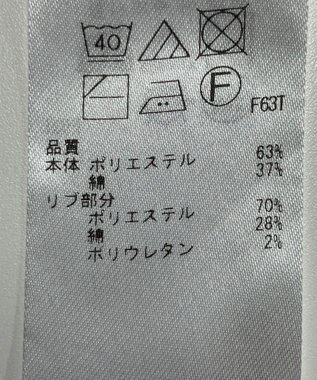 40
F
F63T
品質
本体 ポリエステル 63%
綿 37%
リブ部分
ポリエステル 70%
綿 28%
ポリウレタン 2%